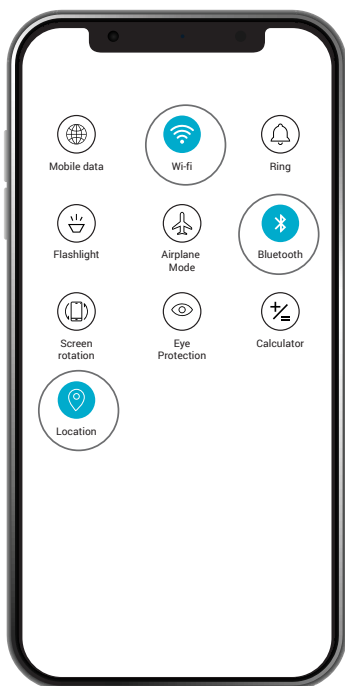 Mobile data
Wi-fi
Ring
Flashlight
Airplane
Mode
Bluetooth
Screen
rotation
Eye
Protection
Calculator
Location